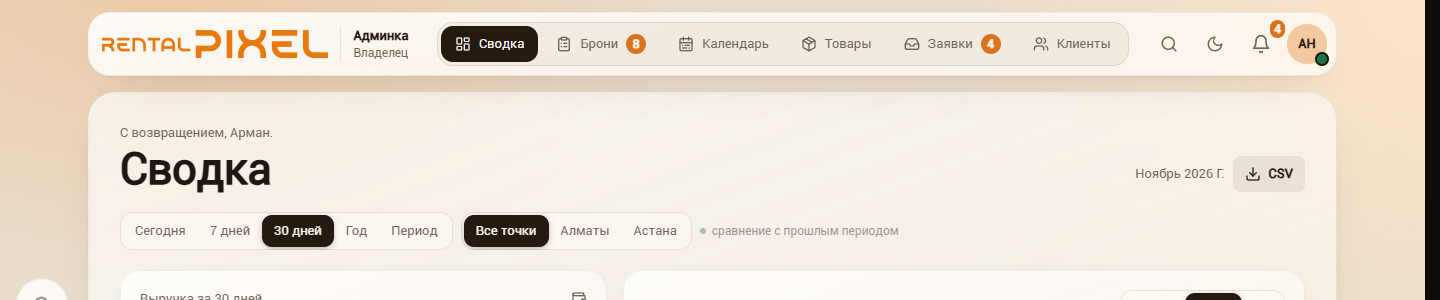 RENTAL PIXEL
Админка
Владелец
Сводка
Брони 8
Календарь
Товары
Заявки 4
Клиенты
4
АН
С возвращением, Арман.
Сводка
Ноябрь 2026 Г.
CSV
Сегодня 7 дней 30 дней Год Период
Все точки Алматы Астана
сравнение с прошлым периодом
Выручка за 30 дней